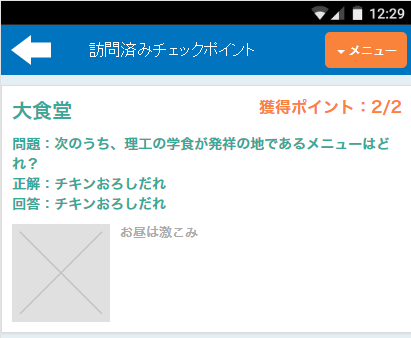 12:29
訪問済みチェックポイント
メニュー
大食堂
獲得ポイント：2/2
問題：次のうち、理工の学食が発祥の地であるメニューはど
れ？
正解：チキンおろしだれ
回答：チキンおろしだれ
お昼は激こみ